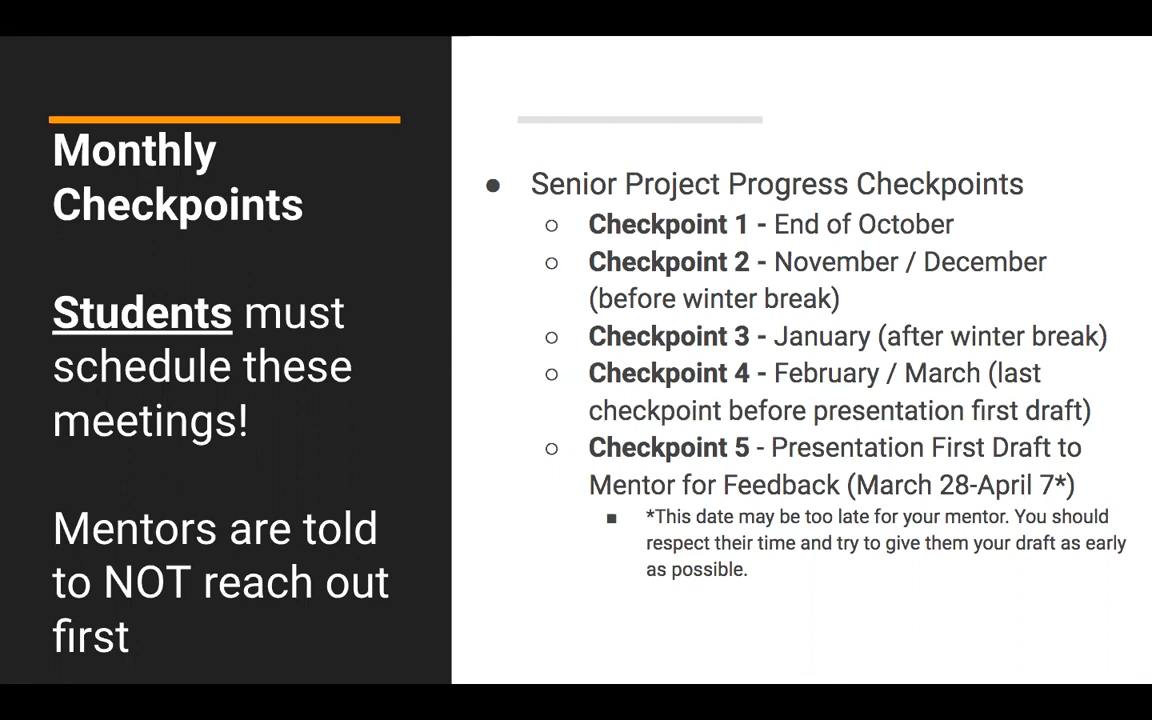 Monthly
Checkpoints
Students must
schedule these
meetings!
Mentors are told
to NOT reach out
first
● Senior Project Progress Checkpoints
○ Checkpoint 1 - End of October
○ Checkpoint 2 - November / December
(before winter break)
○ Checkpoint 3 - January (after winter break)
○ Checkpoint 4 - February / March (last
checkpoint before presentation first draft)
○ Checkpoint 5 - Presentation First Draft to
Mentor for Feedback (March 28-April 7*)
■ *This date may be too late for your mentor. You should
respect their time and try to give them your draft as early
as possible.